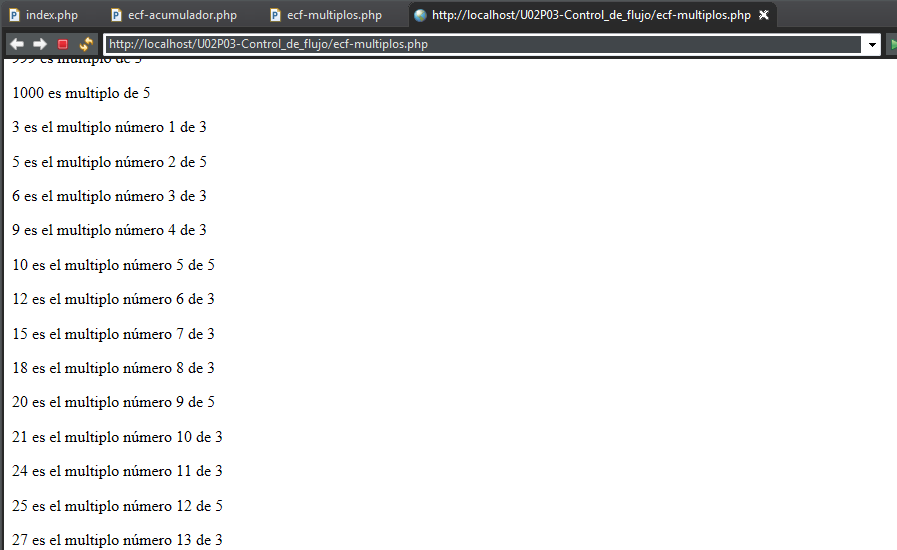 index.php ecf-acumulador.php ecf-multiplos.php http://localhost/U02P03-Control_de_flujo/ecf-multiplos.php
http://localhost/U02P03-Control_de_flujo/ecf-multiplos.php
999 es multiplo de 3
1000 es multiplo de 5
3 es el multiplo número 1 de 3
5 es el multiplo número 2 de 5
6 es el multiplo número 3 de 3
9 es el multiplo número 4 de 3
10 es el multiplo número 5 de 5
12 es el multiplo número 6 de 3
15 es el multiplo número 7 de 3
18 es el multiplo número 8 de 3
20 es el multiplo número 9 de 5
21 es el multiplo número 10 de 3
24 es el multiplo número 11 de 3
25 es el multiplo número 12 de 5
27 es el multiplo número 13 de 3